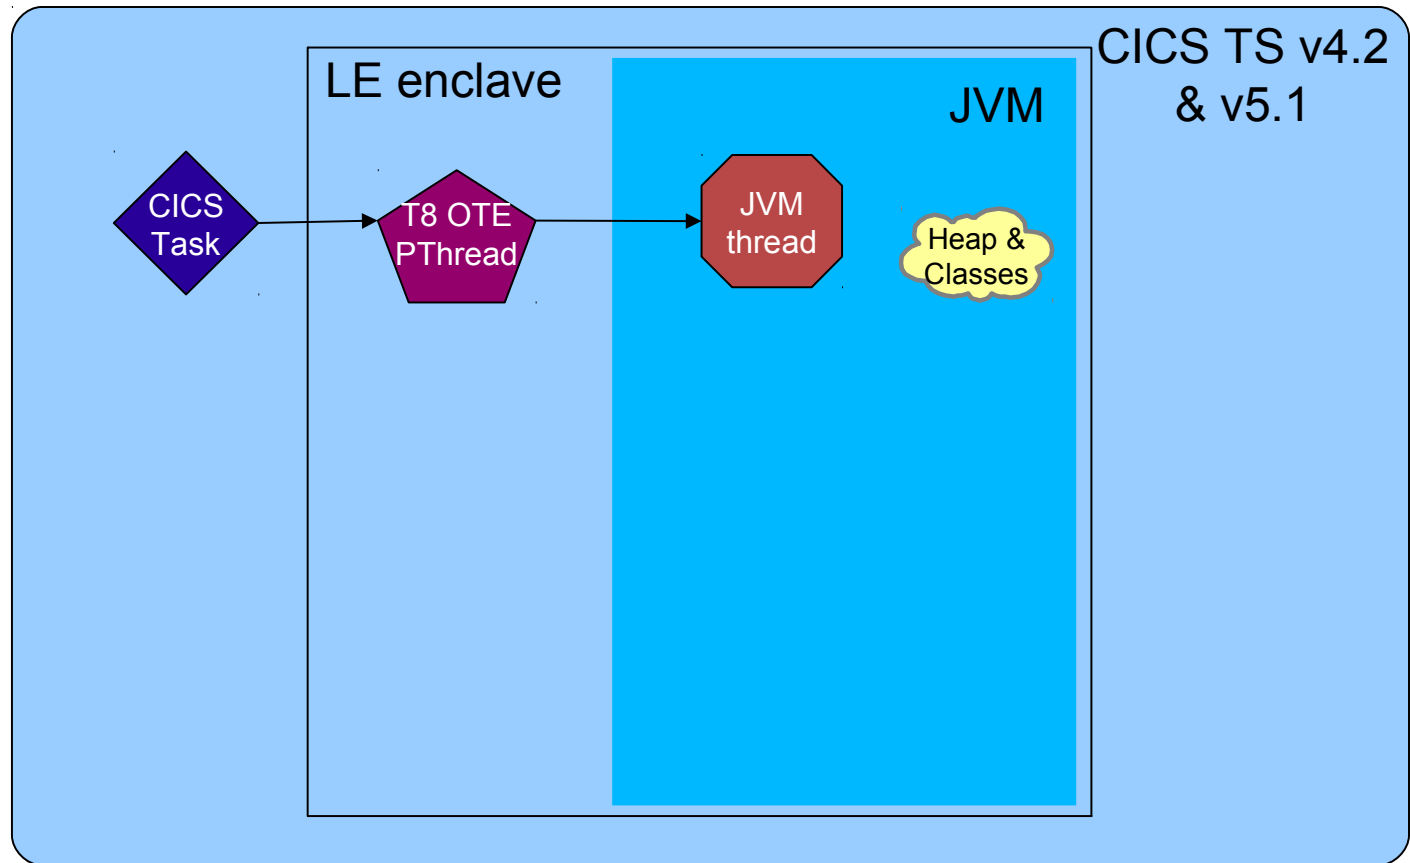 CICS TS v4.2
& v5.1
LE enclave
JVM
CICS
Task
T8 OTE
PThread
JVM
thread
Heap &
Classes